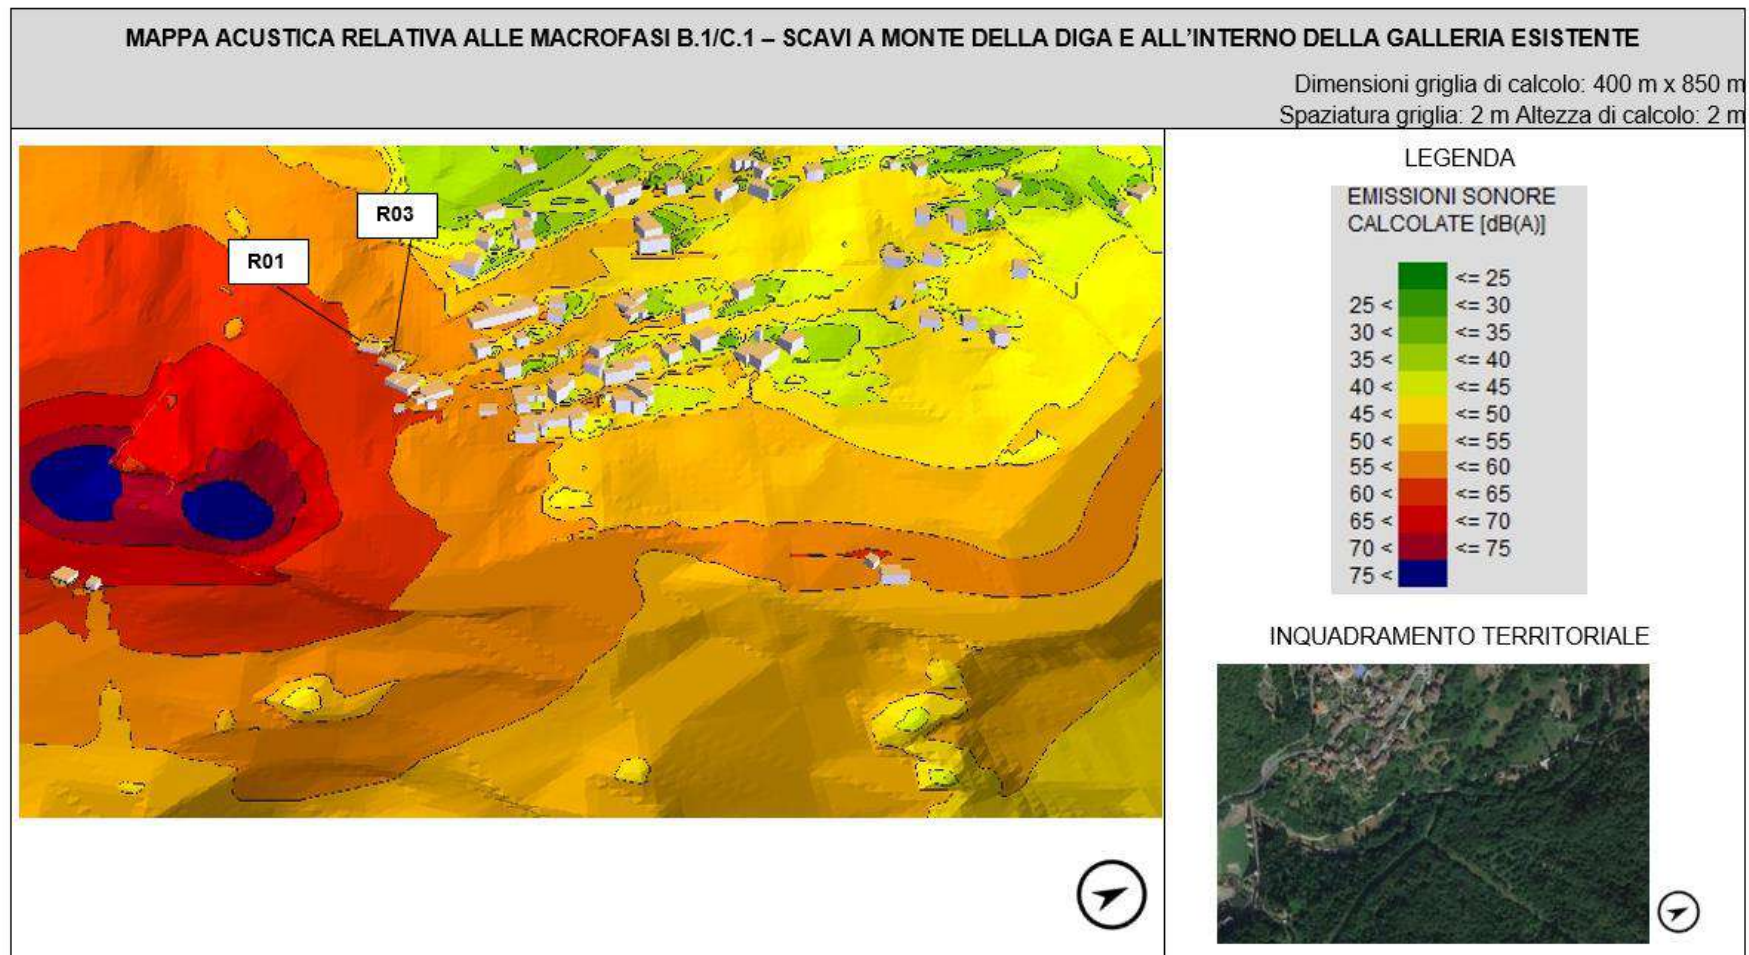 MAPPA ACUSTICA RELATIVA ALLE MACROFASI B.1/C.1 – SCAVI A MONTE DELLA DIGA E ALL’INTERNO DELLA GALLERIA ESISTENTE
Dimensioni griglia di calcolo: 400 m x 850 m
Spaziatura griglia: 2 m Altezza di calcolo: 2 m
R03
R01
LEGENDA
EMISSIONI SONORE
CALCOLATE [dB(A)]
<= 25
25 < <= 30
30 < <= 35
35 < <= 40
40 < <= 45
45 < <= 50
50 < <= 55
55 < <= 60
60 < <= 65
65 < <= 70
70 < <= 75
75 <
INQUADRAMENTO TERRITORIALE